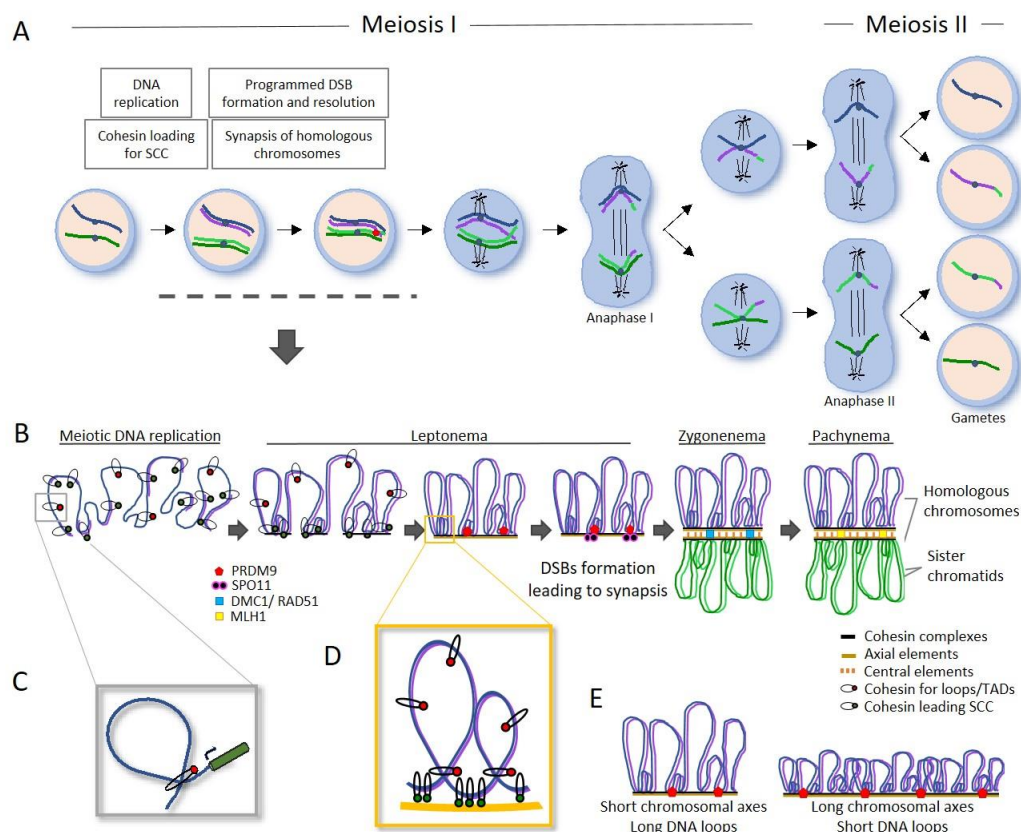 A
Meiosis I
Meiosis II
DNA
replication
Programmed DSB
formation and resolution
Cohesin loading
for SCC
Synapsis of homologous
chromosomes
Anaphase I
Anaphase II
Gametes
B
Meiotic DNA replication
Leptonema
Zygonenema
Pachynema
Homologous
chromosomes
Sister
chromatids
DSBs formation
leading to synapsis
PRDM9
SPO11
DMC1/ RAD51
MLH1
Cohesin complexes
Axial elements
Central elements
Cohesin for loops/TADs
Cohesin leading SCC
C
D
E
Short chromosomal axes
Long DNA loops
Long chromosomal axes
Short DNA loops